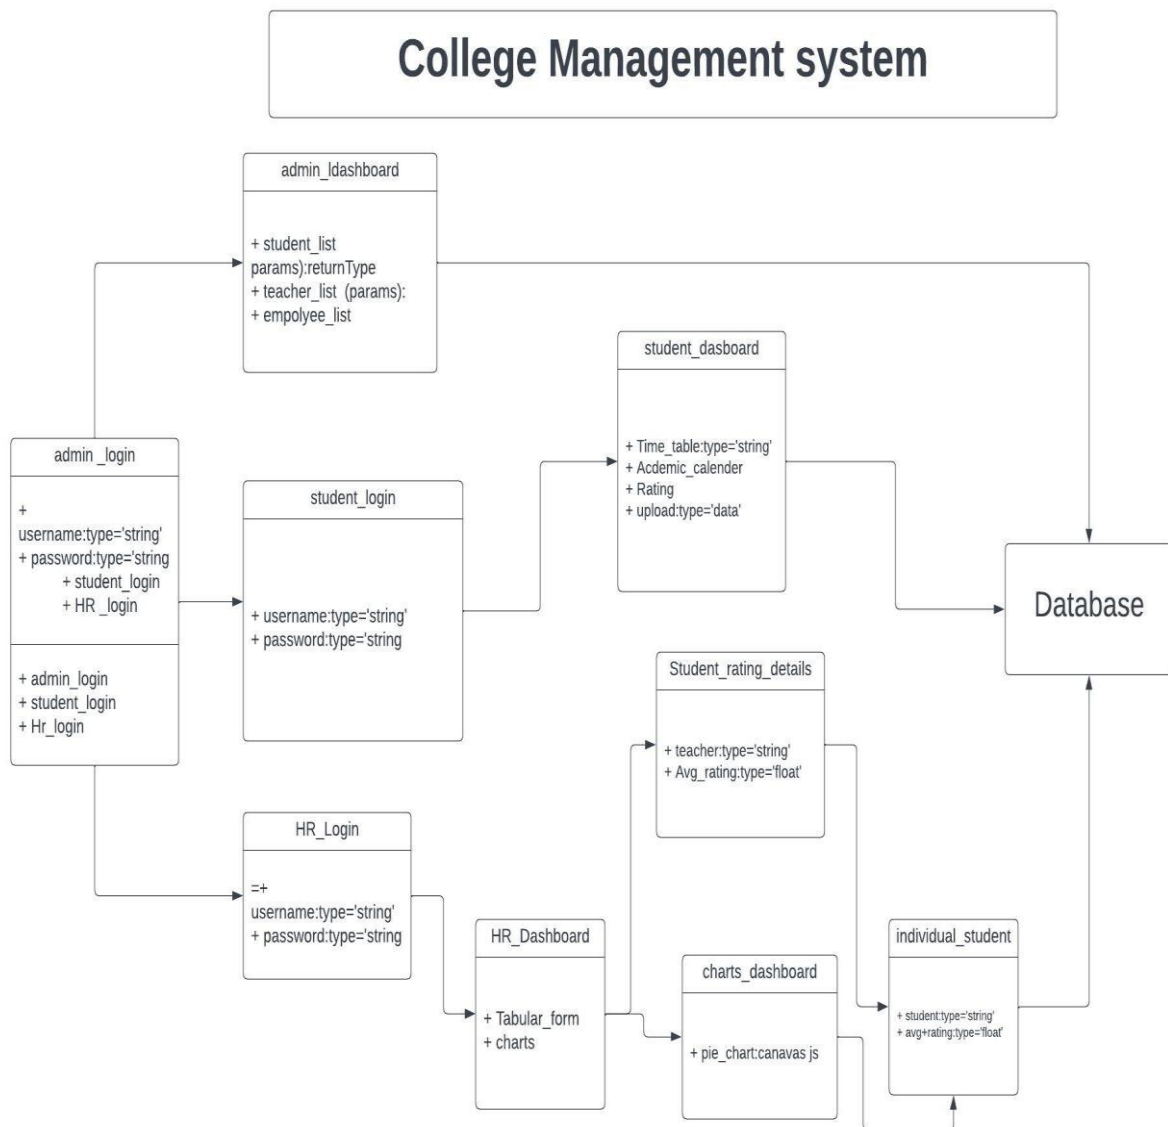 College Management system
admin_ldashboard
+ student_list
params):returnType
+ teacher_list (params):
+ empolyee_list
student_dasboard
+ Time_table:type='string'
+ Acdemic_calender
+ Rating
+ upload:type='data'
admin _login
+
username:type='string'
+ password:type='string
+ student_login
+ HR _login
+ admin_login
+ student_login
+ Hr_login
student_login
+ username:type='string'
+ password:type='string
Database
Student_rating_details
+ teacher:type='string'
+ Avg_rating:type='float'
HR_Login
=+
username:type='string'
+ password:type='string
HR_Dashboard
+ Tabular_form
+ charts
charts_dashboard
+ pie_chart:canavas js
individual_student
+ student:type='string'
+ avg+rating:type='float'